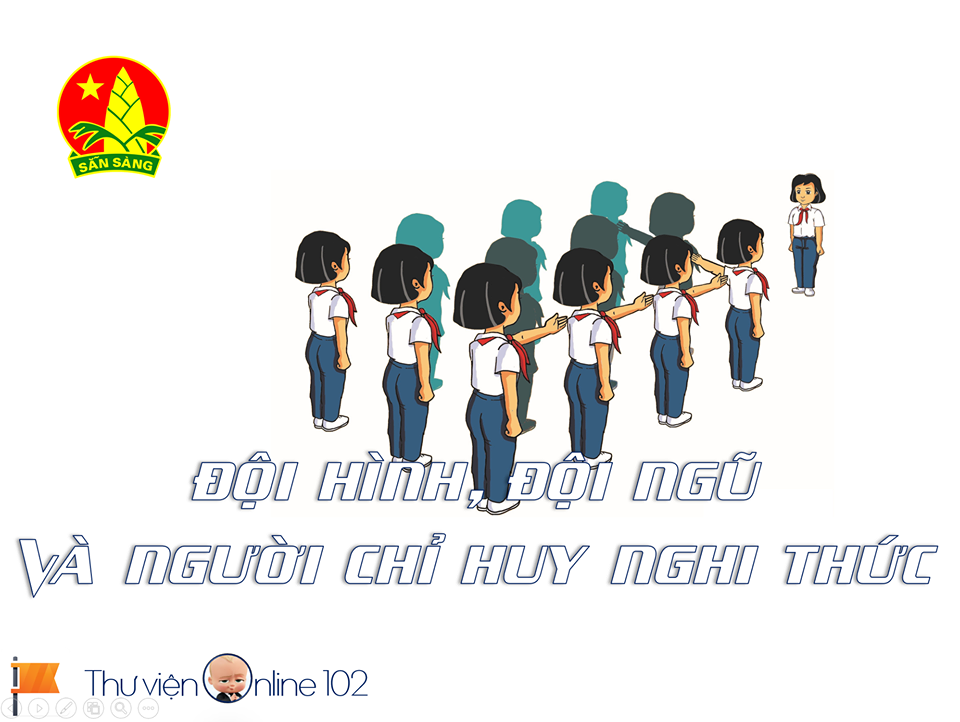 SẴN SÀNG
ĐỘI HÌNH, ĐỘI NGŨ
VÀ NGƯỜI CHỈ HUY NGHI THỨC
Thư viện Online 102